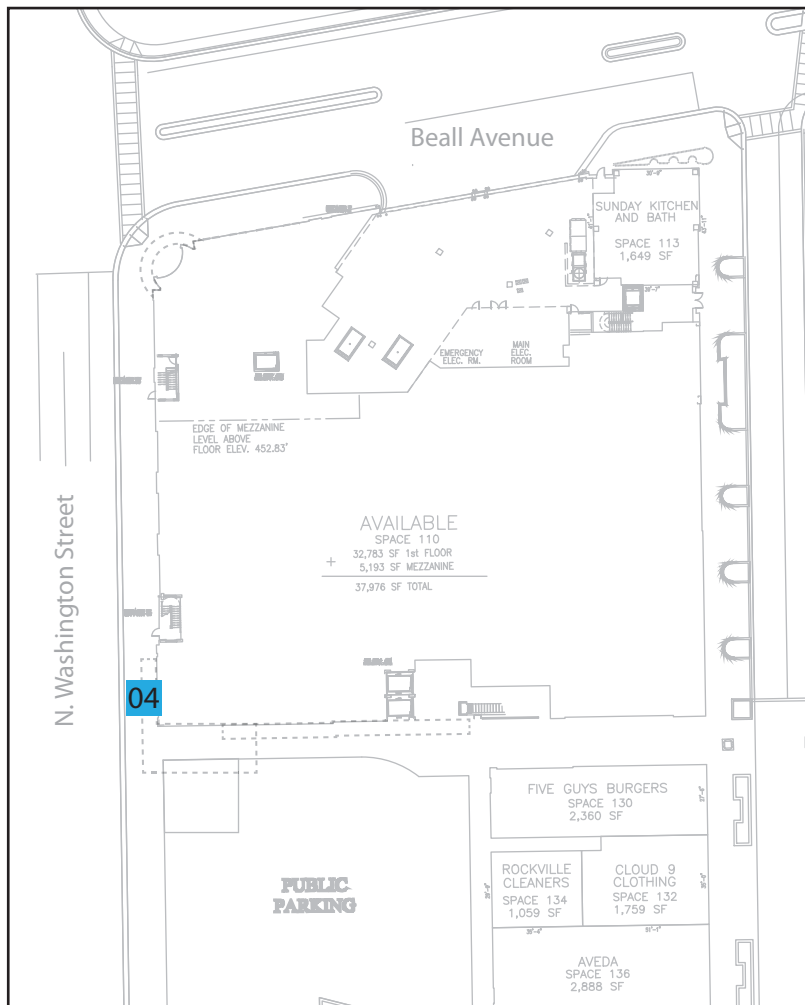 Beall Avenue
SUNDAY KITCHEN
AND BATH
SPACE 113
1,649 SF
EMERGENCY
ELEC. RM.
MAIN
ELEC.
ROOM
EDGE OF MEZZANINE
LEVEL ABOVE
FLOOR ELEV. 452.83'
AVAILABLE
SPACE 110
32,783 SF 1st FLOOR
+ 5,193 SF MEZZANINE
37,976 SF TOTAL
N. Washington Street
04
FIVE GUYS BURGERS
SPACE 130
2,360 SF
ROCKVILLE
CLEANERS
SPACE 134
1,059 SF
CLOUD 9
CLOTHING
SPACE 132
1,759 SF
PUBLIC
PARKING
AVEDA
SPACE 136
2,888 SF